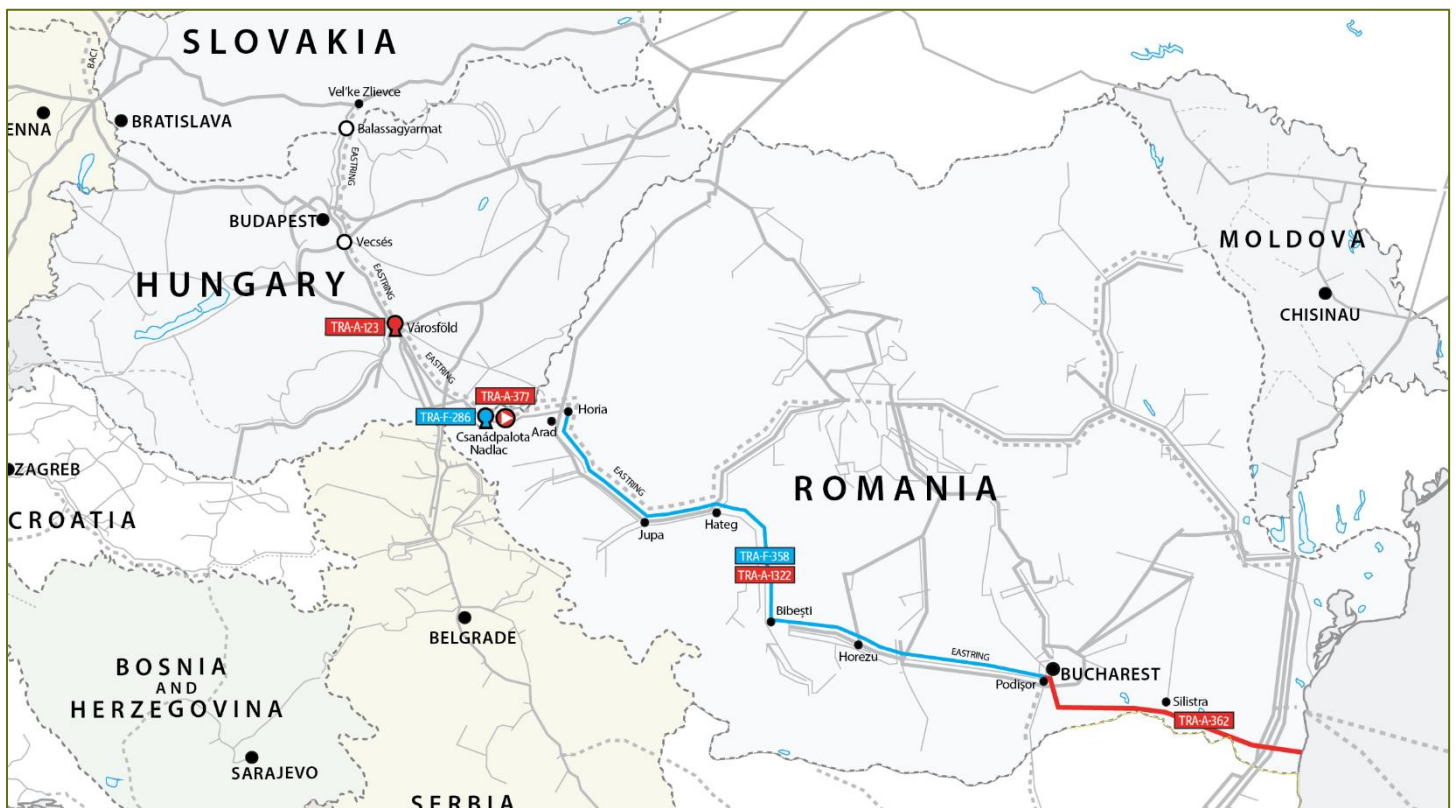 SLOVAKIA
BACI
Vel'ke Zlievce
ENNA
BRATISLAVA
Balassagyarmat
EASTRING
BUDAPEST
Vecsés
MOLDOVA
EASTRING
HUNGARY
CHISINAU
TRA-A-123
Városföld
EASTRING
TRA-A-377
TRA-F-286
Horia
Arad
Csanádpalota
Nadlac
ZAGREB
EASTRING
ROMANIA
CROATIA
Hateg
Jupa
TRA-F-358
TRA-A-1322
BELGRADE
Bibești
Horezu
EASTRING
BOSNIA
AND
HERZEGOVINA
BUCHAREST
Podișor
Silistra
TRA-A-362
SARAJEVO
SERBIA